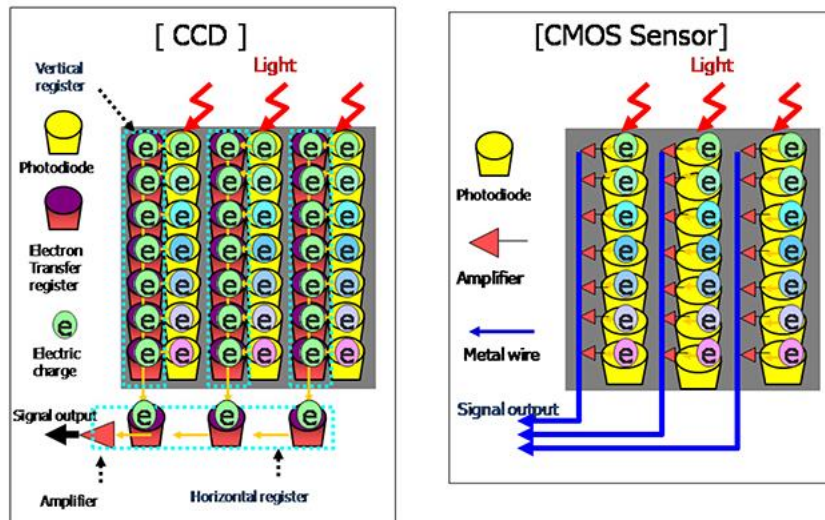 [ CCD ]
Vertical
register
Light
Photodiode
Electron
Transfer
register
Electric
charge
Signal output
Amplifier
Horizontal register
e e e e e e
e e e e e e
e e e e e e
e e e e e e
e e e e e e
e e e e e e
e e e e e e
e e e
e
[CMOS Sensor]
Light
Photodiode
Amplifier
Metal wire
Signal output
e e e
e e e
e e e
e e e
e e e
e e e
e e e